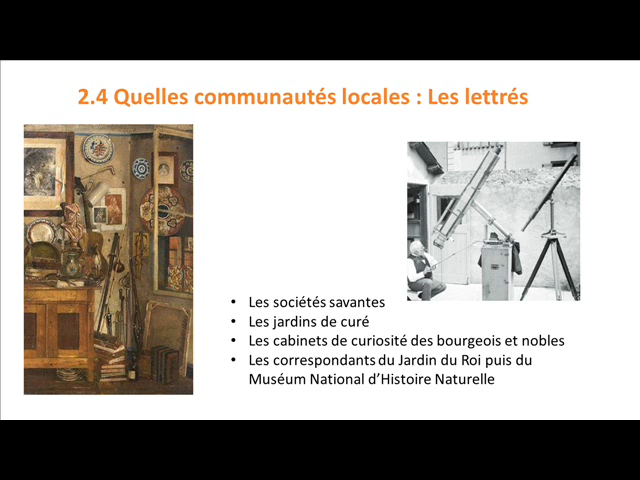 2.4 Quelles communautés locales : Les lettrés
• Les sociétés savantes
• Les jardins de curé
• Les cabinets de curiosité des bourgeois et nobles
• Les correspondants du Jardin du Roi puis du
Muséum National d’Histoire Naturelle